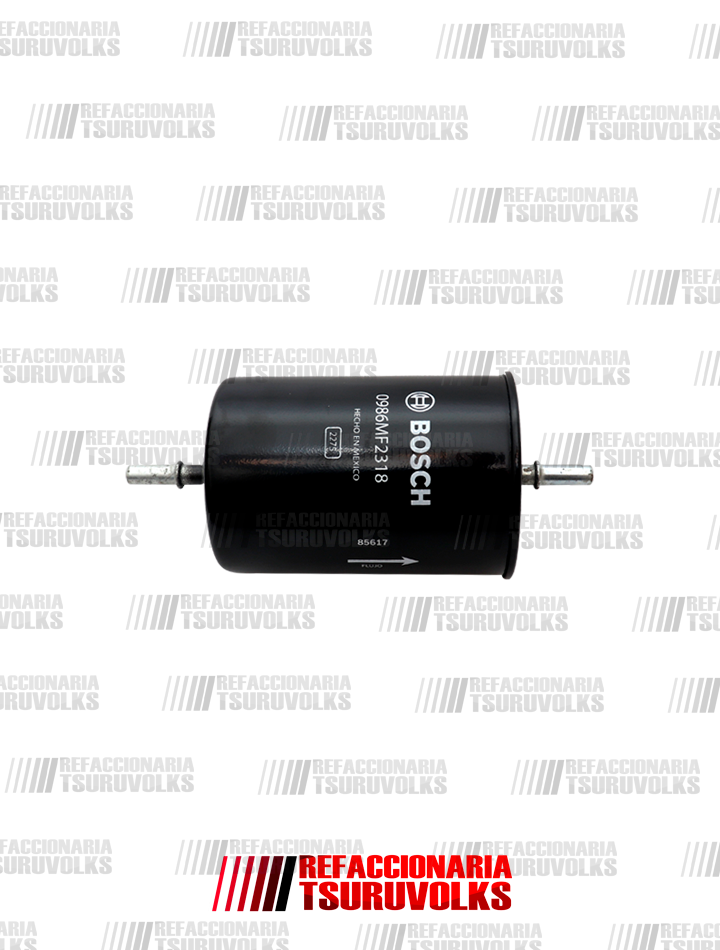 BOSCH
0986MF2318
HECHO EN MEXICO
2275
85617
FLUJO
REFACCIONARIA
TSURUVOLKS